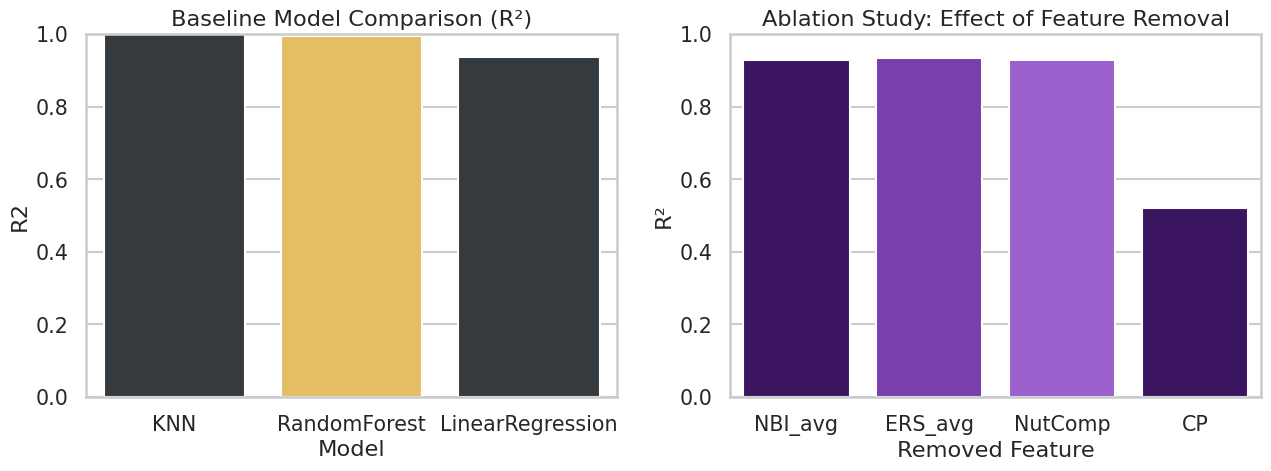 Baseline Model Comparison (R²)
1.0
0.8
0.6
0.4
0.2
0.0
R2
KNN RandomForest LinearRegression
Model
Ablation Study: Effect of Feature Removal
1.0
0.8
0.6
0.4
0.2
0.0
R²
NBI_avg ERS_avg NutComp CP
Removed Feature